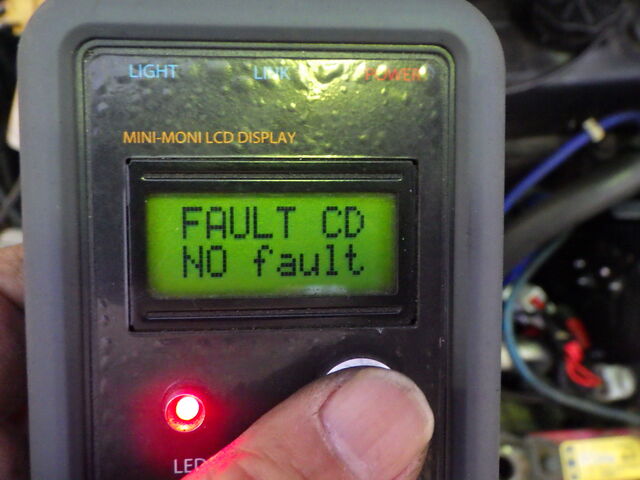 LIGHT LINK POWER
MINI-MONI LCD DISPLAY
FAULT CD
NO fault
LED